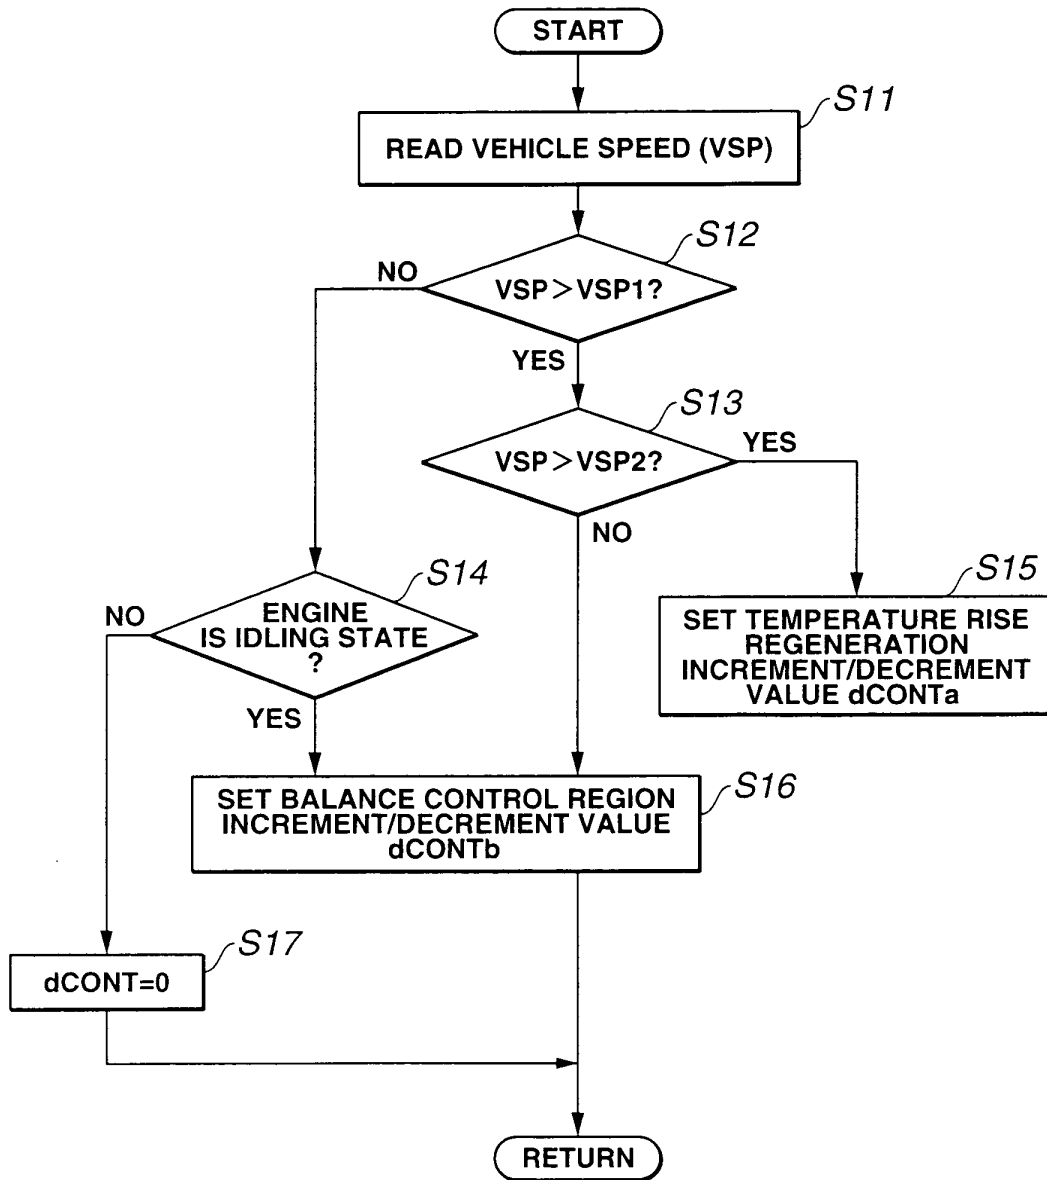 START
S11
READ VEHICLE SPEED (VSP)
S12
NO
VSP>VSP1?
YES
S13
YES
VSP>VSP2?
NO
S14
NO
ENGINE
IS IDLING STATE
?
YES
S15
SET TEMPERATURE RISE
REGENERATION
INCREMENT/DECREMENT
VALUE dCONTa
S16
SET BALANCE CONTROL REGION
INCREMENT/DECREMENT VALUE
dCONTb
S17
dCONT=0
RETURN